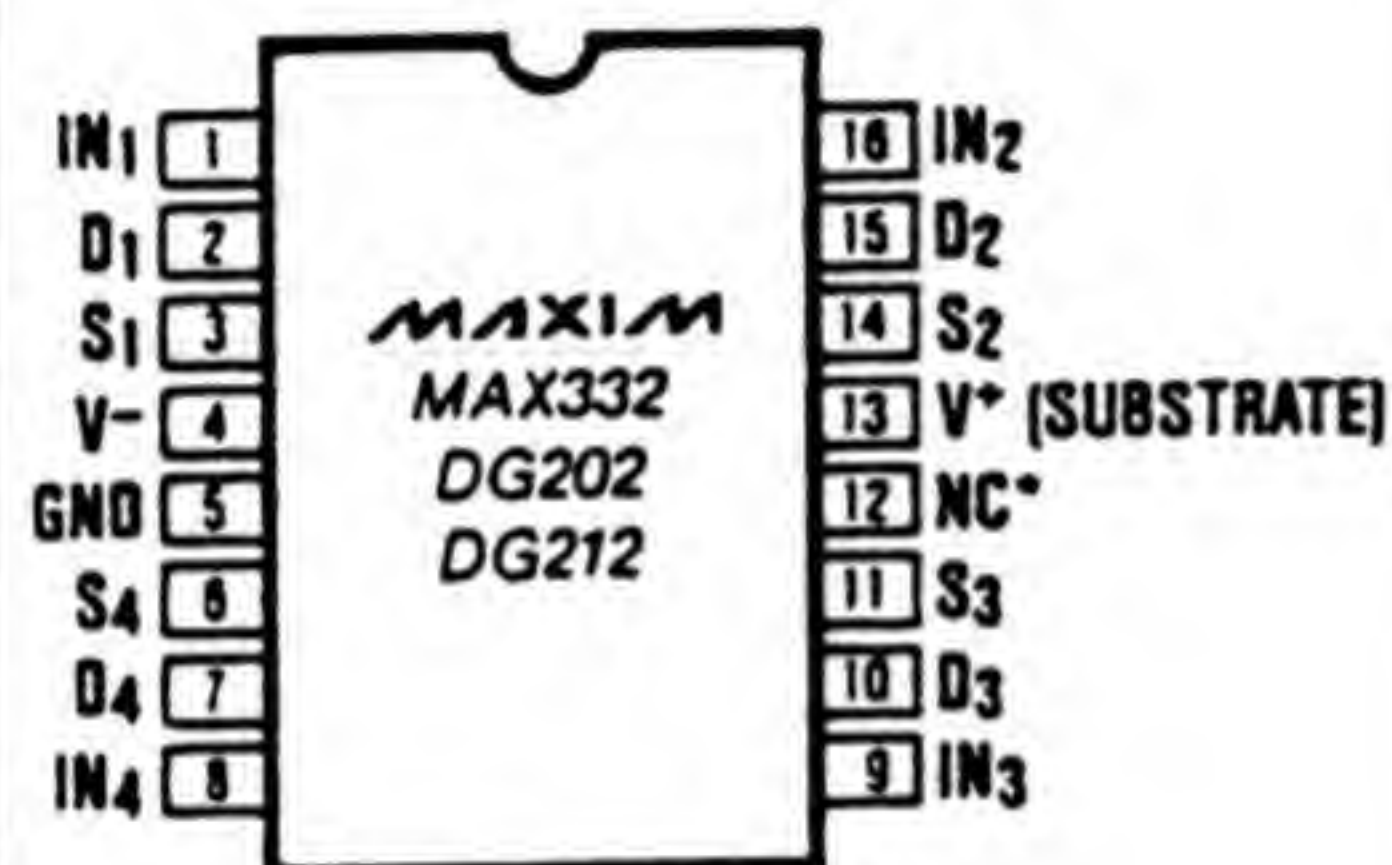 IN1 1 16 IN2
D1 2 15 D2
S1 3 14 S2
MAXIM
V− 4 13 V+ (SUBSTRATE)
MAX332
GND 5 12 NC*
DG202
DG212
S4 6 11 S3
D4 7 10 D3
IN4 8 9 IN3